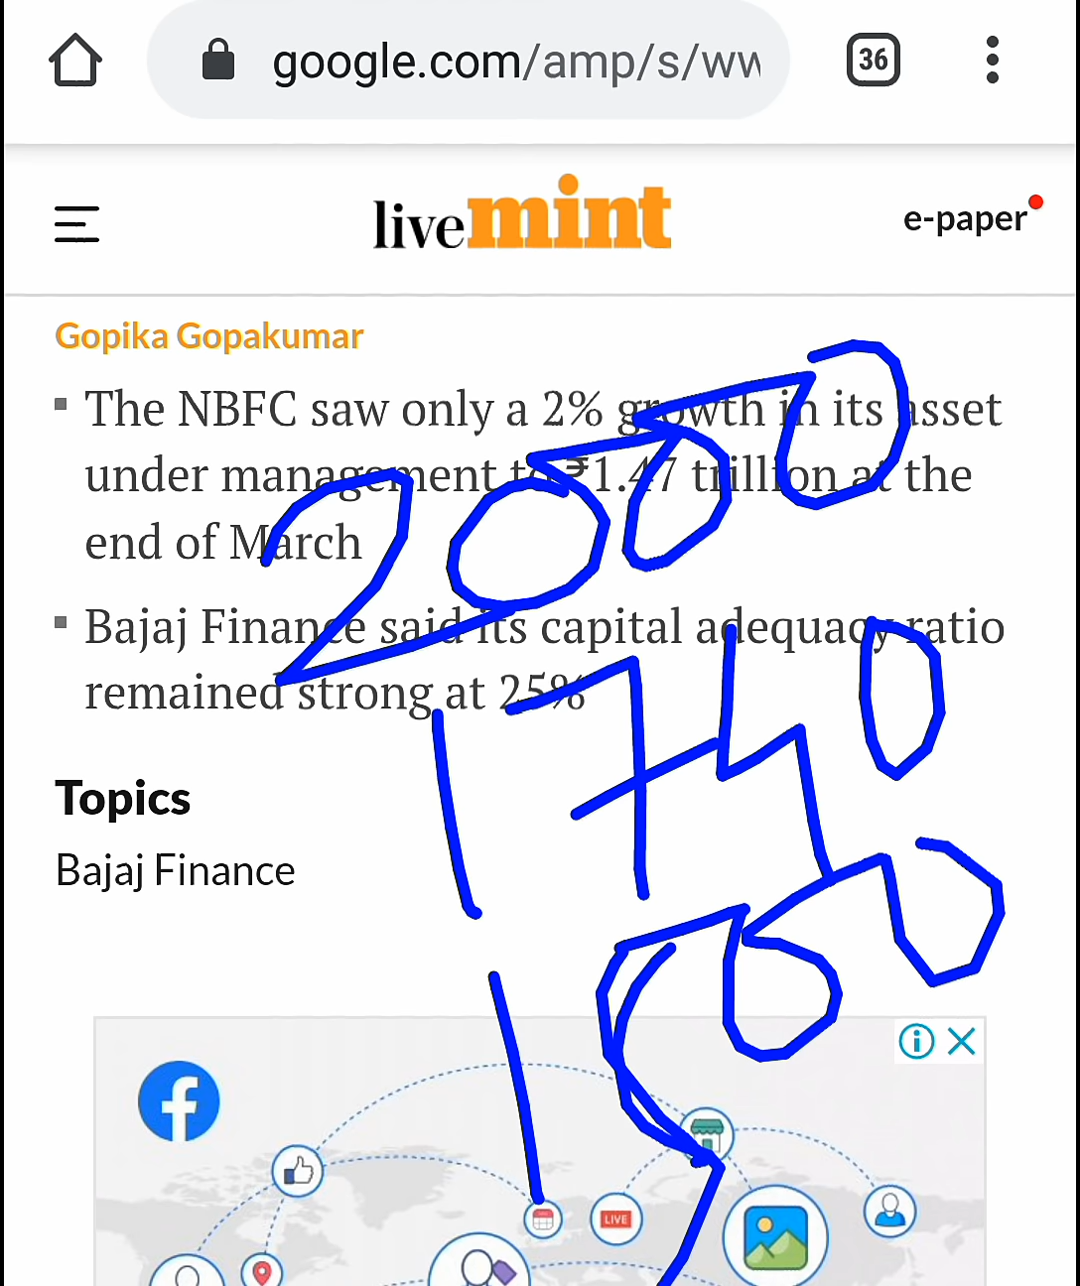 google.com/amp/s/ww
36
livemint
e-paper
Gopika Gopakumar
The NBFC saw only a 2% growth in its asset
under management to ₹1.47 trillion at the
end of March
Bajaj Finance said its capital adequacy ratio
remained strong at 25%
2000
1740
Topics
Bajaj Finance
LIVE